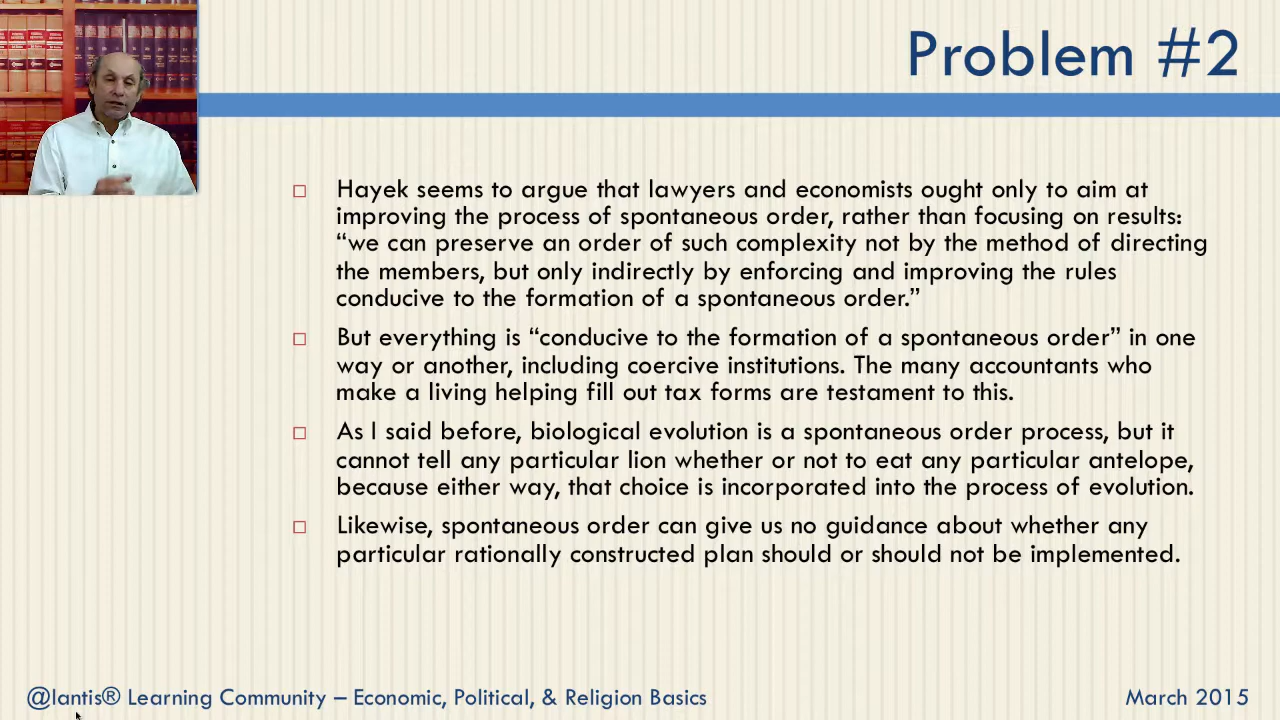 Problem #2
Hayek seems to argue that lawyers and economists ought only to aim at
improving the process of spontaneous order, rather than focusing on results:
“we can preserve an order of such complexity not by the method of directing
the members, but only indirectly by enforcing and improving the rules
conducive to the formation of a spontaneous order.”
But everything is “conducive to the formation of a spontaneous order” in one
way or another, including coercive institutions. The many accountants who
make a living helping fill out tax forms are testament to this.
As I said before, biological evolution is a spontaneous order process, but it
cannot tell any particular lion whether or not to eat any particular antelope,
because either way, that choice is incorporated into the process of evolution.
Likewise, spontaneous order can give us no guidance about whether any
particular rationally constructed plan should or should not be implemented.
@lantis® Learning Community – Economic, Political, & Religion Basics
March 2015